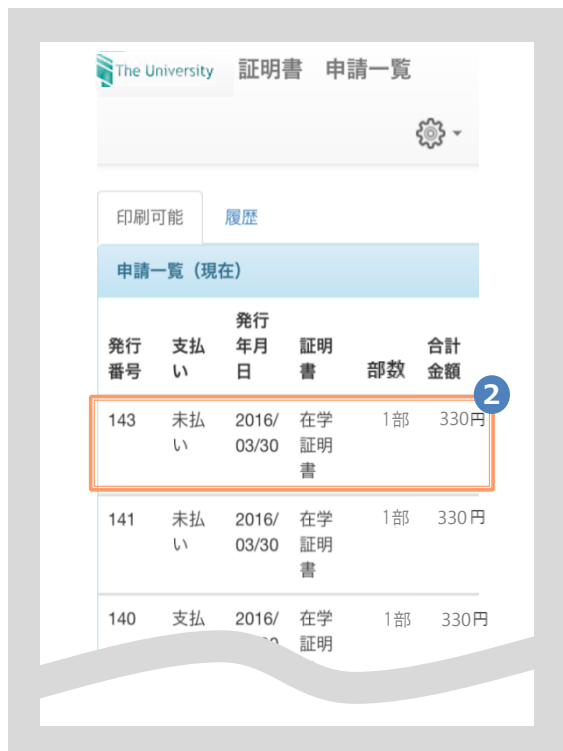 The University 証明書 申請一覧
印刷可能 履歴
申請一覧（現在）
発行
発行 支払 年月 証明 合計
番号 い 日 書 部数 金額
2
143 未払 2016/ 在学 1部 330円
い 03/30 証明
書
141 未払 2016/ 在学 1部 330円
い 03/30 証明
書
140 支払 2016/ 在学 1部 330円
証明